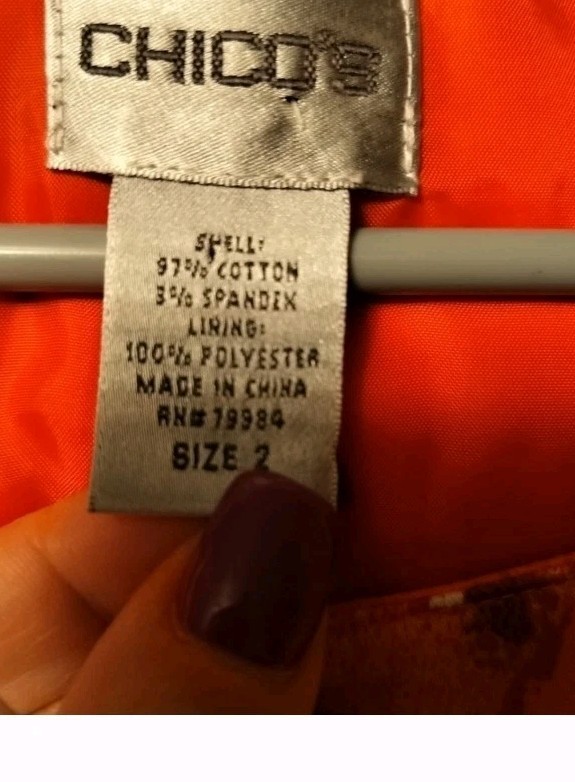 CHICO'S
SHELL:
97% COTTON
3% SPANDEX
LINING:
100% POLYESTER
MADE IN CHINA
RN# 79984
SIZE 2